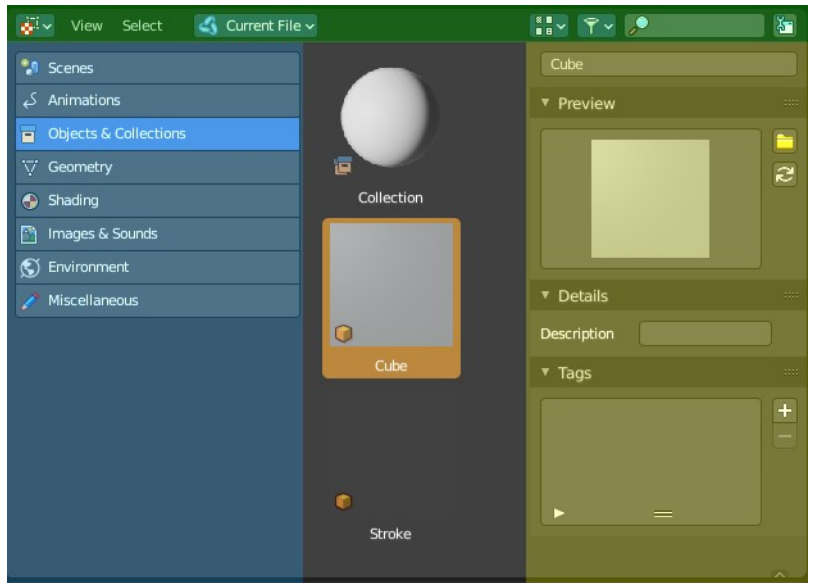 View Select Current File
Scenes
Animations
Objects & Collections
Geometry
Shading
Images & Sounds
Environment
Miscellaneous
Collection
Cube
Stroke
Cube
Preview
Details
Description
Tags